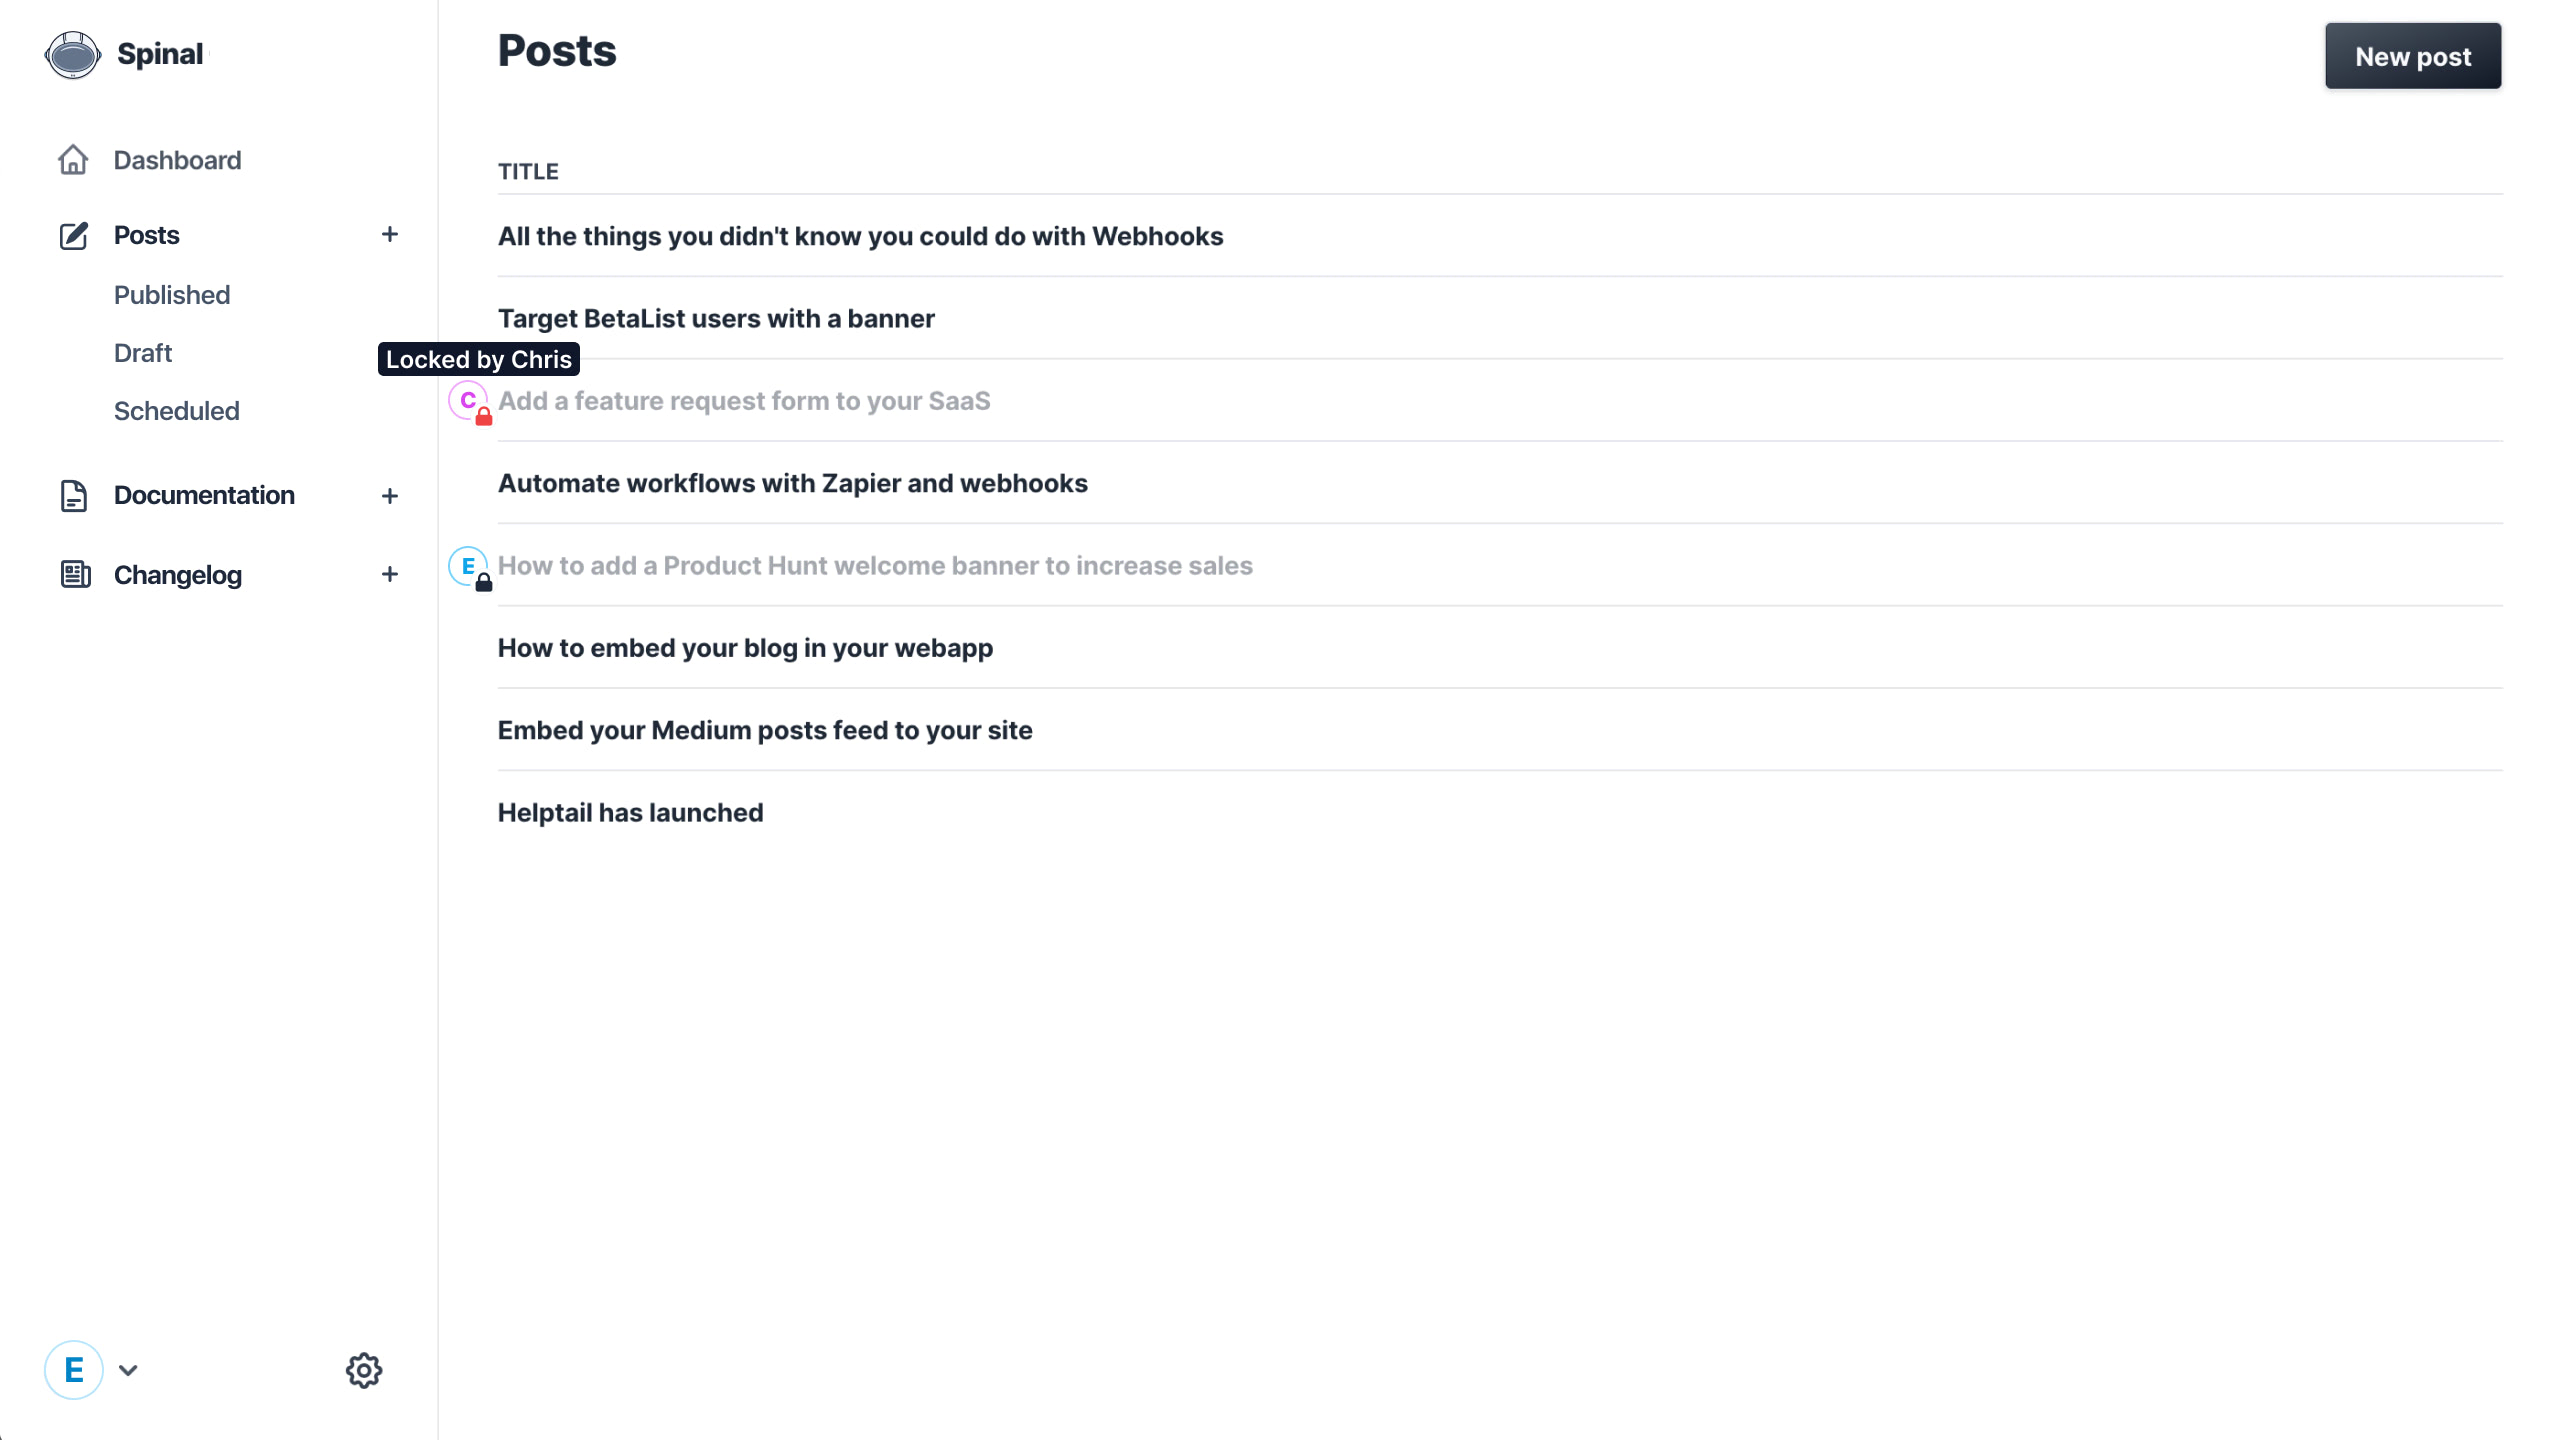 Spinal
Dashboard
Posts
Published
Draft
Scheduled
Documentation
Changelog
E
Posts
New post
TITLE
All the things you didn't know you could do with Webhooks
Target BetaList users with a banner
Locked by Chris
C Add a feature request form to your SaaS
Automate workflows with Zapier and webhooks
E How to add a Product Hunt welcome banner to increase sales
How to embed your blog in your webapp
Embed your Medium posts feed to your site
Helptail has launched